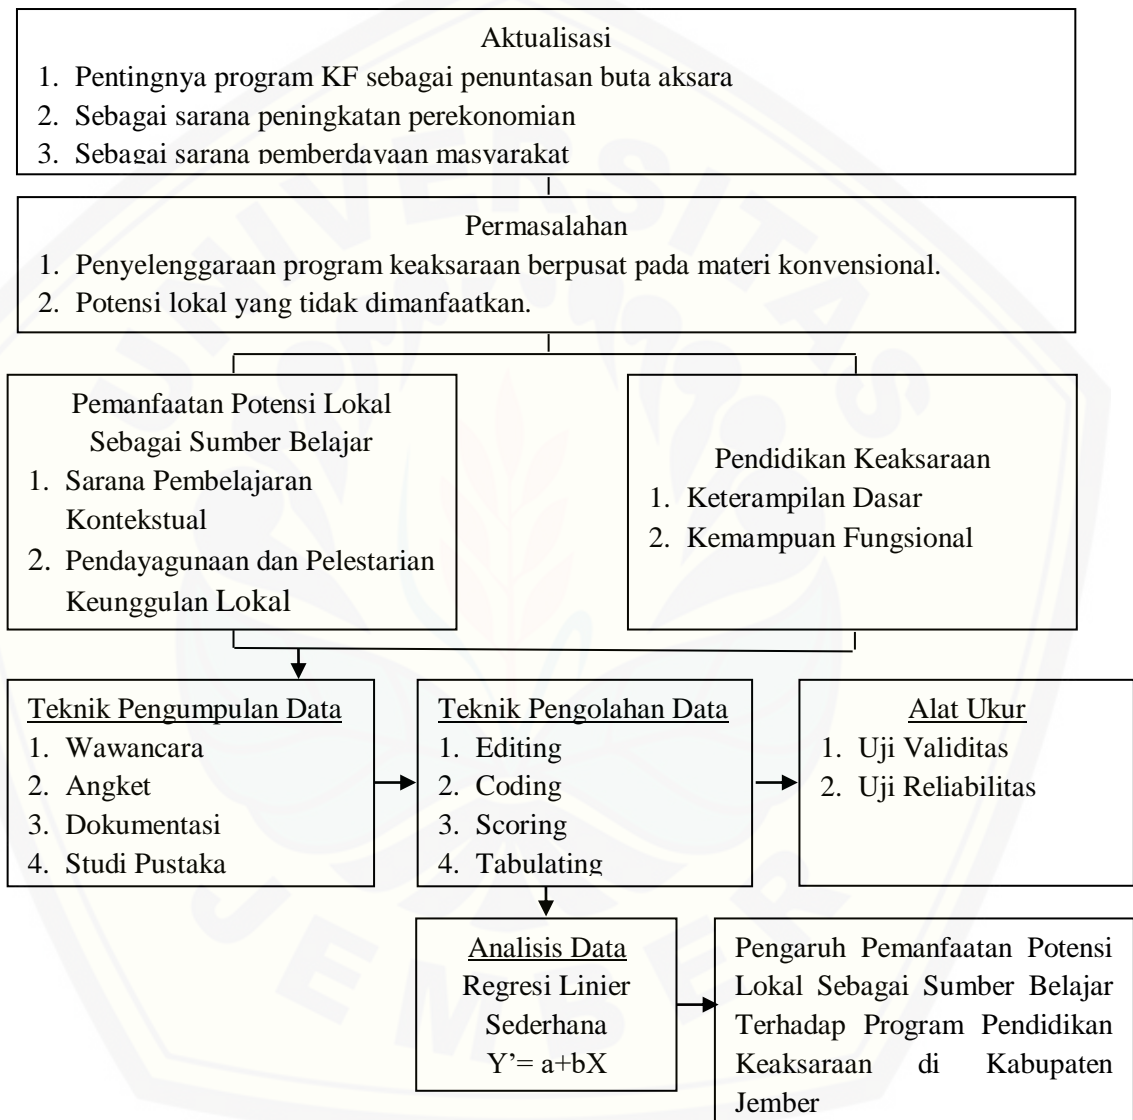 Aktualisasi
1. Pentingnya program KF sebagai penuntasan buta aksara
2. Sebagai sarana peningkatan perekonomian
3. Sebagai sarana pemberdayaan masyarakat
Permasalahan
1. Penyelenggaraan program keaksaraan berpusat pada materi konvensional.
2. Potensi lokal yang tidak dimanfaatkan.
Pemanfaatan Potensi Lokal
Sebagai Sumber Belajar
1. Sarana Pembelajaran
Kontekstual
2. Pendayagunaan dan Pelestarian
Keunggulan Lokal
Pendidikan Keaksaraan
1. Keterampilan Dasar
2. Kemampuan Fungsional
Teknik Pengumpulan Data
1. Wawancara
2. Angket
3. Dokumentasi
4. Studi Pustaka
Teknik Pengolahan Data
1. Editing
2. Coding
3. Scoring
4. Tabulating
Alat Ukur
1. Uji Validitas
2. Uji Reliabilitas
Analisis Data
Regresi Linier
Sederhana
Y’= a+bX
Pengaruh Pemanfaatan Potensi
Lokal Sebagai Sumber Belajar
Terhadap Program Pendidikan
Keaksaraan di Kabupaten
Jember
UNIVERSITAS
JEMBER